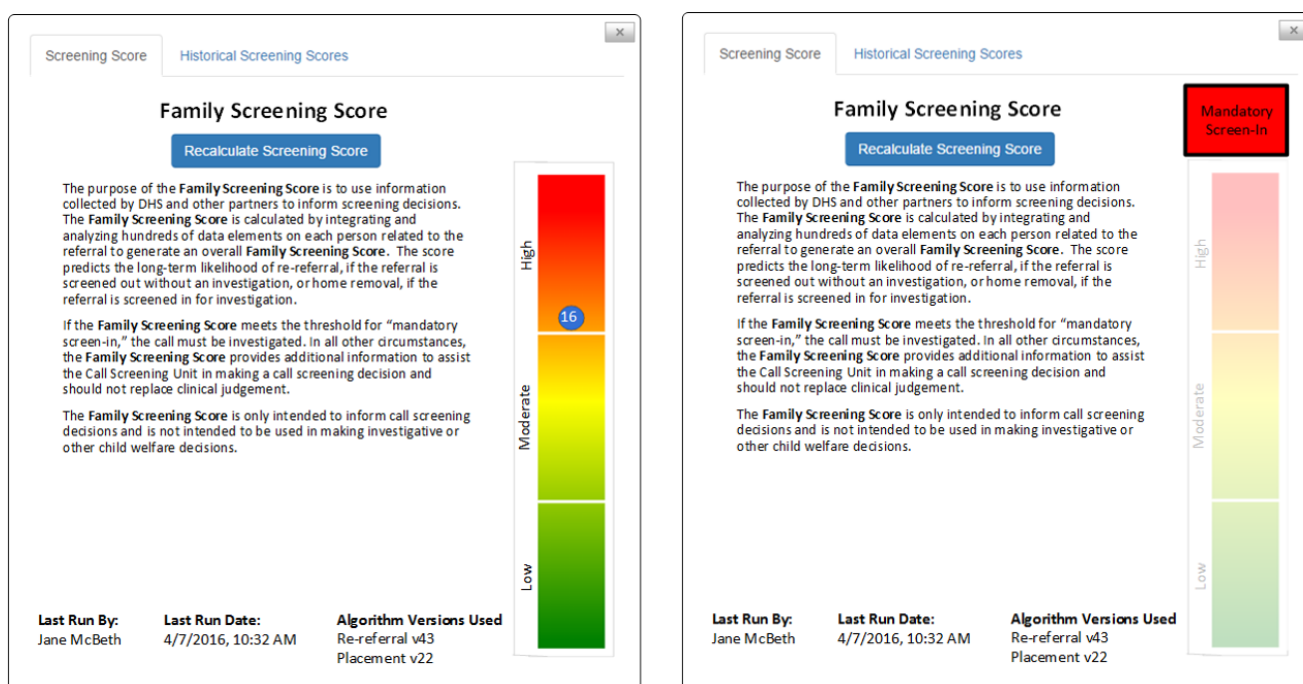 ×
Screening Score
Historical Screening Scores
Family Screening Score
Recalculate Screening Score
The purpose of the Family Screening Score is to use information
collected by DHS and other partners to inform screening decisions.
The Family Screening Score is calculated by integrating and
analyzing hundreds of data elements on each person related to the
referral to generate an overall Family Screening Score. The score
predicts the long-term likelihood of re-referral, if the referral is
screened out without an investigation, or home removal, if the
referral is screened in for investigation.
If the Family Screening Score meets the threshold for “mandatory
screen-in,” the call must be investigated. In all other circumstances,
the Family Screening Score provides additional information to assist
the Call Screening Unit in making a call screening decision and
should not replace clinical judgement.
The Family Screening Score is only intended to inform call screening
decisions and is not intended to be used in making investigative or
other child welfare decisions.
High
16
Moderate
Low
Last Run By:
Jane McBeth
Last Run Date:
4/7/2016, 10:32 AM
Algorithm Versions Used
Re-referral v43
Placement v22
×
Screening Score
Historical Screening Scores
Family Screening Score
Recalculate Screening Score
Mandatory
Screen-In
The purpose of the Family Screening Score is to use information
collected by DHS and other partners to inform screening decisions.
The Family Screening Score is calculated by integrating and
analyzing hundreds of data elements on each person related to the
referral to generate an overall Family Screening Score. The score
predicts the long-term likelihood of re-referral, if the referral is
screened out without an investigation, or home removal, if the
referral is screened in for investigation.
If the Family Screening Score meets the threshold for “mandatory
screen-in,” the call must be investigated. In all other circumstances,
the Family Screening Score provides additional information to assist
the Call Screening Unit in making a call screening decision and
should not replace clinical judgement.
The Family Screening Score is only intended to inform call screening
decisions and is not intended to be used in making investigative or
other child welfare decisions.
High
Moderate
Low
Last Run By:
Jane McBeth
Last Run Date:
4/7/2016, 10:32 AM
Algorithm Versions Used
Re-referral v43
Placement v22